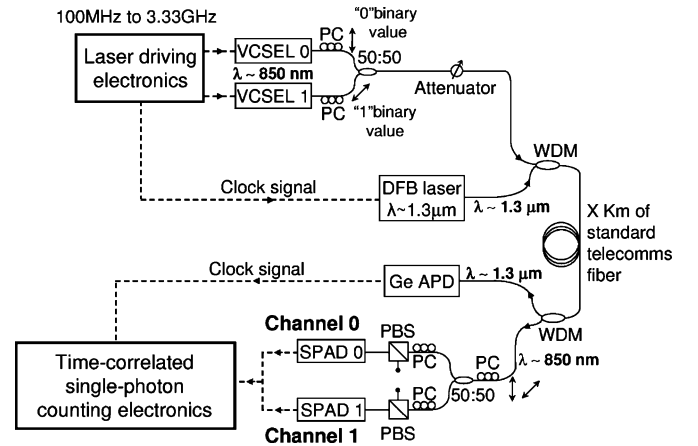 100MHz to 3.33GHz
Laser driving
electronics
VCSEL 0
λ ~ 850 nm
VCSEL 1
PC
PC
"0"binary
value
50:50
"1"binary
value
Attenuator
WDM
Clock signal
DFB laser
λ~1.3μm
λ ~ 1.3 μm
X Km of
standard
telecomms
fiber
Clock signal
Ge APD
λ ~ 1.3 μm
WDM
λ ~ 850 nm
Channel 0
PBS
SPAD 0
PC
PC
50:50
PC
SPAD 1
PBS
Channel 1
Time-correlated
single-photon
counting electronics